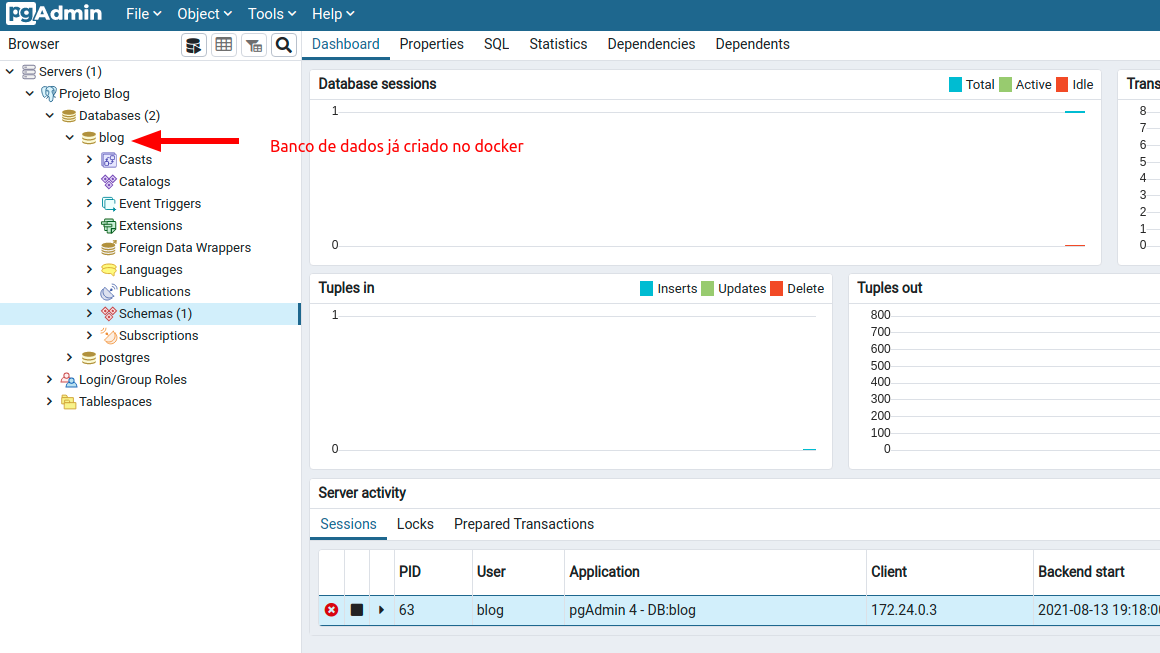 pgAdmin File Object Tools Help
Browser
Dashboard Properties SQL Statistics Dependencies Dependents
Servers (1)
Projeto Blog
Databases (2)
blog
Casts
Catalogs
Event Triggers
Extensions
Foreign Data Wrappers
Languages
Publications
Schemas (1)
Subscriptions
postgres
Login/Group Roles
Tablespaces
Banco de dados já criado no docker
Database sessions
Total Active Idle
1
0
Trans
8
7
6
5
4
3
2
1
0
Tuples in
Inserts Updates Delete
1
0
Tuples out
800
700
600
500
400
300
200
100
0
Server activity
Sessions Locks Prepared Transactions
PID User Application Client Backend start
63 blog pgAdmin 4 - DB:blog 172.24.0.3 2021-08-13 19:18:00